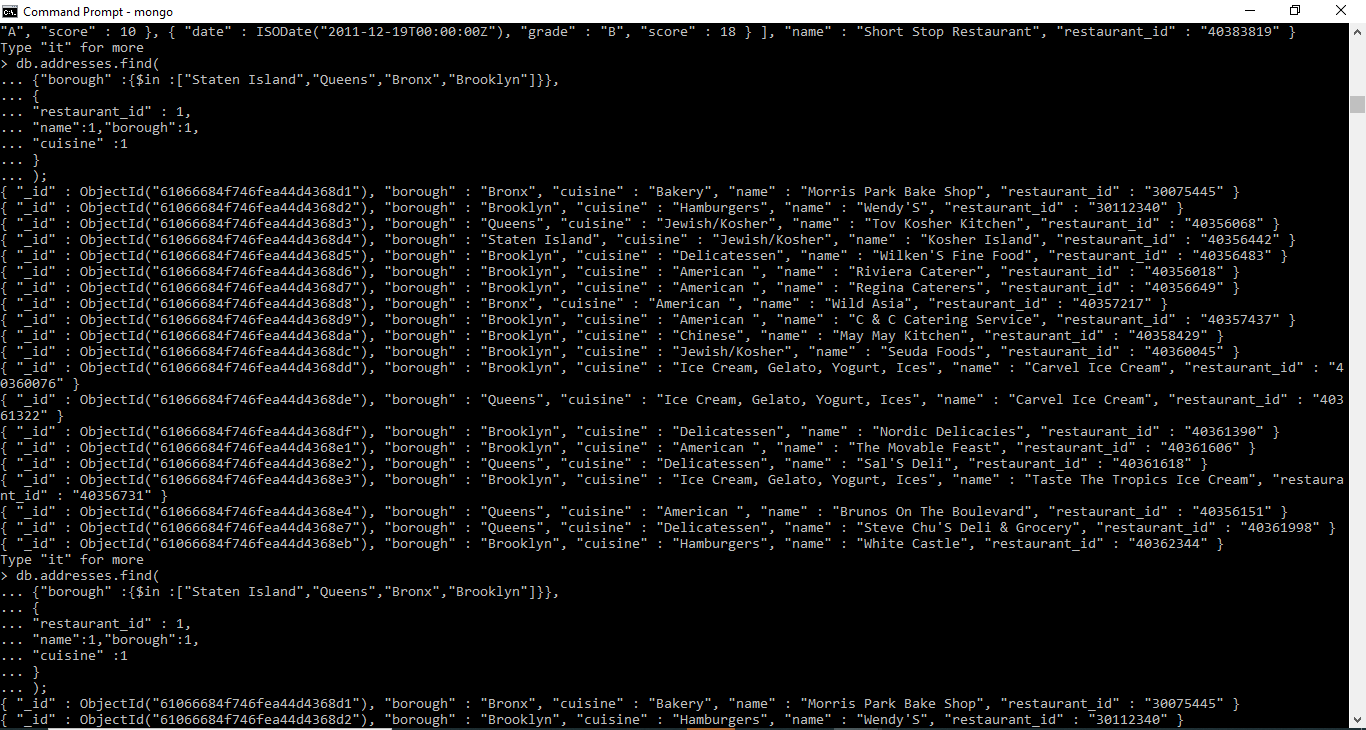 Command Prompt - mongo
"A", "score" : 10 }, { "date" : ISODate("2011-12-19T00:00:00Z"), "grade" : "B", "score" : 18 } ], "name" : "Short Stop Restaurant", "restaurant_id" : "40383819" }
Type "it" for more
> db.addresses.find(
... {"borough" :{$in :["Staten Island","Queens","Bronx","Brooklyn"]}},
... {
... "restaurant_id" : 1,
... "name":1,"borough":1,
... "cuisine" :1
... }
... );
{ "_id" : ObjectId("61066684f746fea44d4368d1"), "borough" : "Bronx", "cuisine" : "Bakery", "name" : "Morris Park Bake Shop", "restaurant_id" : "30075445" }
{ "_id" : ObjectId("61066684f746fea44d4368d2"), "borough" : "Brooklyn", "cuisine" : "Hamburgers", "name" : "Wendy'S", "restaurant_id" : "30112340" }
{ "_id" : ObjectId("61066684f746fea44d4368d3"), "borough" : "Queens", "cuisine" : "Jewish/Kosher", "name" : "Tov Kosher Kitchen", "restaurant_id" : "40356068" }
{ "_id" : ObjectId("61066684f746fea44d4368d4"), "borough" : "Staten Island", "cuisine" : "Jewish/Kosher", "name" : "Kosher Island", "restaurant_id" : "40356442" }
{ "_id" : ObjectId("61066684f746fea44d4368d5"), "borough" : "Brooklyn", "cuisine" : "Delicatessen", "name" : "Wilken'S Fine Food", "restaurant_id" : "40356483" }
{ "_id" : ObjectId("61066684f746fea44d4368d6"), "borough" : "Brooklyn", "cuisine" : "American ", "name" : "Riviera Caterer", "restaurant_id" : "40356018" }
{ "_id" : ObjectId("61066684f746fea44d4368d7"), "borough" : "Brooklyn", "cuisine" : "American ", "name" : "Regina Caterers", "restaurant_id" : "40356649" }
{ "_id" : ObjectId("61066684f746fea44d4368d8"), "borough" : "Bronx", "cuisine" : "American ", "name" : "Wild Asia", "restaurant_id" : "40357217" }
{ "_id" : ObjectId("61066684f746fea44d4368d9"), "borough" : "Brooklyn", "cuisine" : "American ", "name" : "C & C Catering Service", "restaurant_id" : "40357437" }
{ "_id" : ObjectId("61066684f746fea44d4368da"), "borough" : "Brooklyn", "cuisine" : "Chinese", "name" : "May May Kitchen", "restaurant_id" : "40358429" }
{ "_id" : ObjectId("61066684f746fea44d4368dc"), "borough" : "Brooklyn", "cuisine" : "Jewish/Kosher", "name" : "Seuda Foods", "restaurant_id" : "40360045" }
{ "_id" : ObjectId("61066684f746fea44d4368dd"), "borough" : "Brooklyn", "cuisine" : "Ice Cream, Gelato, Yogurt, Ices", "name" : "Carvel Ice Cream", "restaurant_id" : "4
0360076" }
{ "_id" : ObjectId("61066684f746fea44d4368de"), "borough" : "Queens", "cuisine" : "Ice Cream, Gelato, Yogurt, Ices", "name" : "Carvel Ice Cream", "restaurant_id" : "403
61322" }
{ "_id" : ObjectId("61066684f746fea44d4368df"), "borough" : "Brooklyn", "cuisine" : "Delicatessen", "name" : "Nordic Delicacies", "restaurant_id" : "40361390" }
{ "_id" : ObjectId("61066684f746fea44d4368e1"), "borough" : "Brooklyn", "cuisine" : "American ", "name" : "The Movable Feast", "restaurant_id" : "40361606" }
{ "_id" : ObjectId("61066684f746fea44d4368e2"), "borough" : "Queens", "cuisine" : "Delicatessen", "name" : "Sal'S Deli", "restaurant_id" : "40361618" }
{ "_id" : ObjectId("61066684f746fea44d4368e3"), "borough" : "Brooklyn", "cuisine" : "Ice Cream, Gelato, Yogurt, Ices", "name" : "Taste The Tropics Ice Cream", "restaura
nt_id" : "40356731" }
{ "_id" : ObjectId("61066684f746fea44d4368e4"), "borough" : "Queens", "cuisine" : "American ", "name" : "Brunos On The Boulevard", "restaurant_id" : "40356151" }
{ "_id" : ObjectId("61066684f746fea44d4368e7"), "borough" : "Queens", "cuisine" : "Delicatessen", "name" : "Steve Chu'S Deli & Grocery", "restaurant_id" : "40361998" }
{ "_id" : ObjectId("61066684f746fea44d4368eb"), "borough" : "Brooklyn", "cuisine" : "Hamburgers", "name" : "White Castle", "restaurant_id" : "40362344" }
Type "it" for more
> db.addresses.find(
... {"borough" :{$in :["Staten Island","Queens","Bronx","Brooklyn"]}},
... {
... "restaurant_id" : 1,
... "name":1,"borough":1,
... "cuisine" :1
... }
... );
{ "_id" : ObjectId("61066684f746fea44d4368d1"), "borough" : "Bronx", "cuisine" : "Bakery", "name" : "Morris Park Bake Shop", "restaurant_id" : "30075445" }
{ "_id" : ObjectId("61066684f746fea44d4368d2"), "borough" : "Brooklyn", "cuisine" : "Hamburgers", "name" : "Wendy'S", "restaurant_id" : "30112340" }